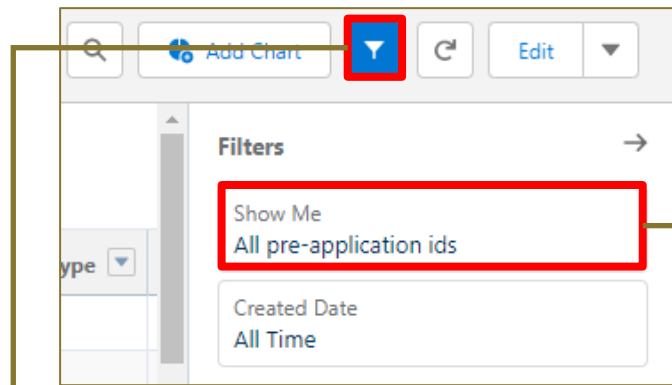 Add Chart
Edit
Filters
Show Me
All pre-application ids
ype
Created Date
All Time